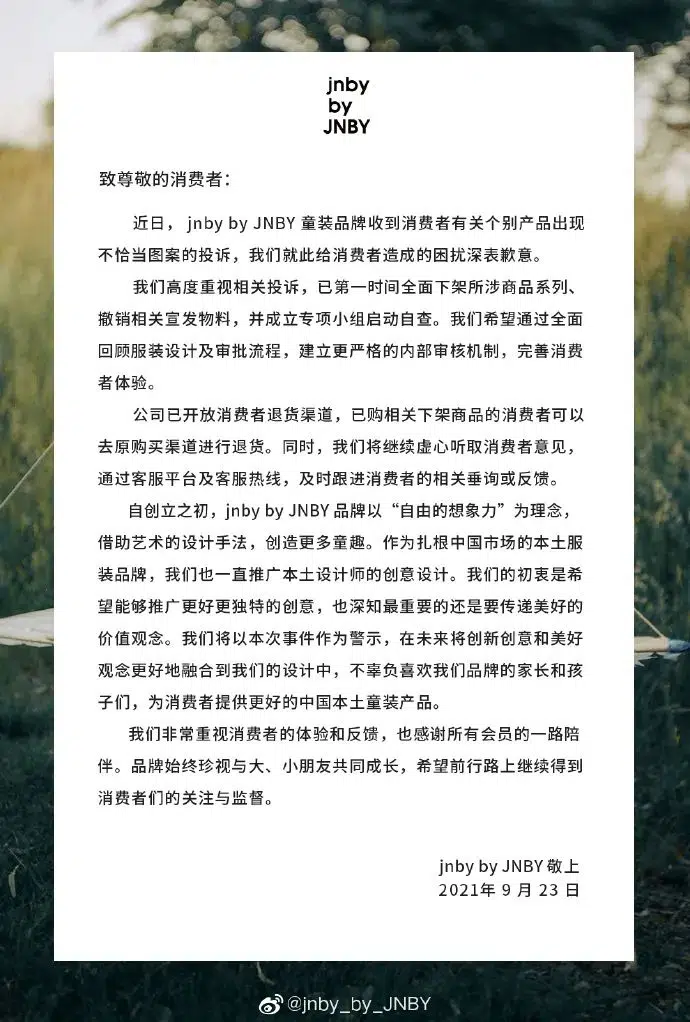 jnby
by
JNBY
致尊敬的消费者：
近日， jnby by JNBY 童装品牌收到消费者有关个别产品出现
不恰当图案的投诉，我们就此给消费者造成的困扰深表歉意。
我们高度重视相关投诉，已第一时间全面下架所涉商品系列、
撤销相关宣发物料，并成立专项小组启动自查。我们希望通过全面
回顾服装设计及审批流程，建立更严格的内部审核机制，完善消费
者体验。
公司已开放消费者退货渠道，已购相关下架商品的消费者可以
去原购买渠道进行退货。同时，我们将继续虚心听取消费者意见，
通过客服平台及客服热线，及时跟进消费者的相关垂询或反馈。
自创立之初，jnby by JNBY 品牌以“自由的想象力”为理念，
借助艺术的设计手法，创造更多童趣。作为扎根中国市场的本土服
装品牌，我们也一直推广本土设计师的创意设计。我们的初衷是希
望能够推广更好更独特的创意，也深知最重要的还是要传递美好的
价值观念。我们将以本次事件作为警示，在未来将创新创意和美好
观念更好地融合到我们的设计中，不辜负喜欢我们品牌的家长和孩
子们，为消费者提供更好的中国本土童装产品。
我们非常重视消费者的体验和反馈，也感谢所有会员的一路陪
伴。品牌始终珍视与大、小朋友共同成长，希望前行路上继续得到
消费者们的关注与监督。
jnby by JNBY 敬上
2021年 9 月 23 日
@jnby_by_JNBY